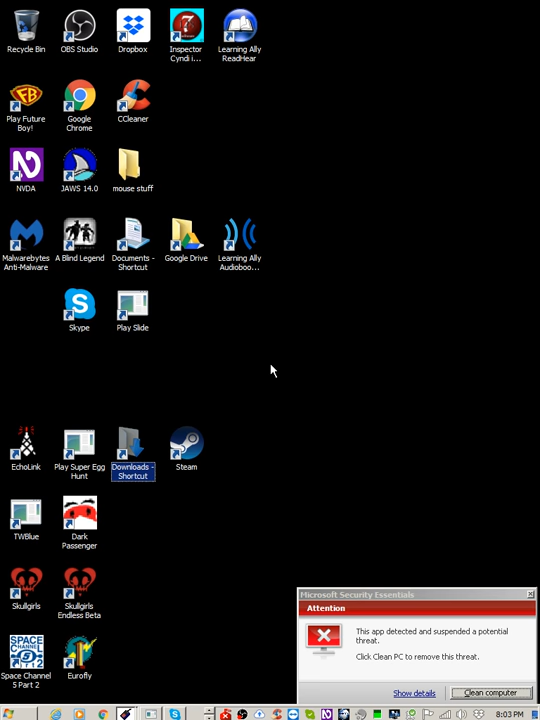 Recycle Bin
OBS Studio
Dropbox
Inspector
Cyndi i...
Learning Ally
ReadHear
Play Future
Boy!
Google
Chrome
CCleaner
NVDA
JAWS 14.0
mouse stuff
Malwarebytes
Anti-Malware
A Blind Legend
Documents -
Shortcut
Google Drive
Learning Ally
Audioboo...
Skype
Play Slide
EchoLink
Play Super Egg
Hunt
Downloads -
Shortcut
Steam
TWBlue
Dark
Passenger
Skullgirls
Skullgirls
Endless Beta
SPACE
CHANNEL
Space Channel
5 Part 2
Eurofly
Microsoft Security Essentials
Attention
This app detected and suspended a potential
threat.
Click Clean PC to remove this threat.
Show details
Clean computer
8:03 PM